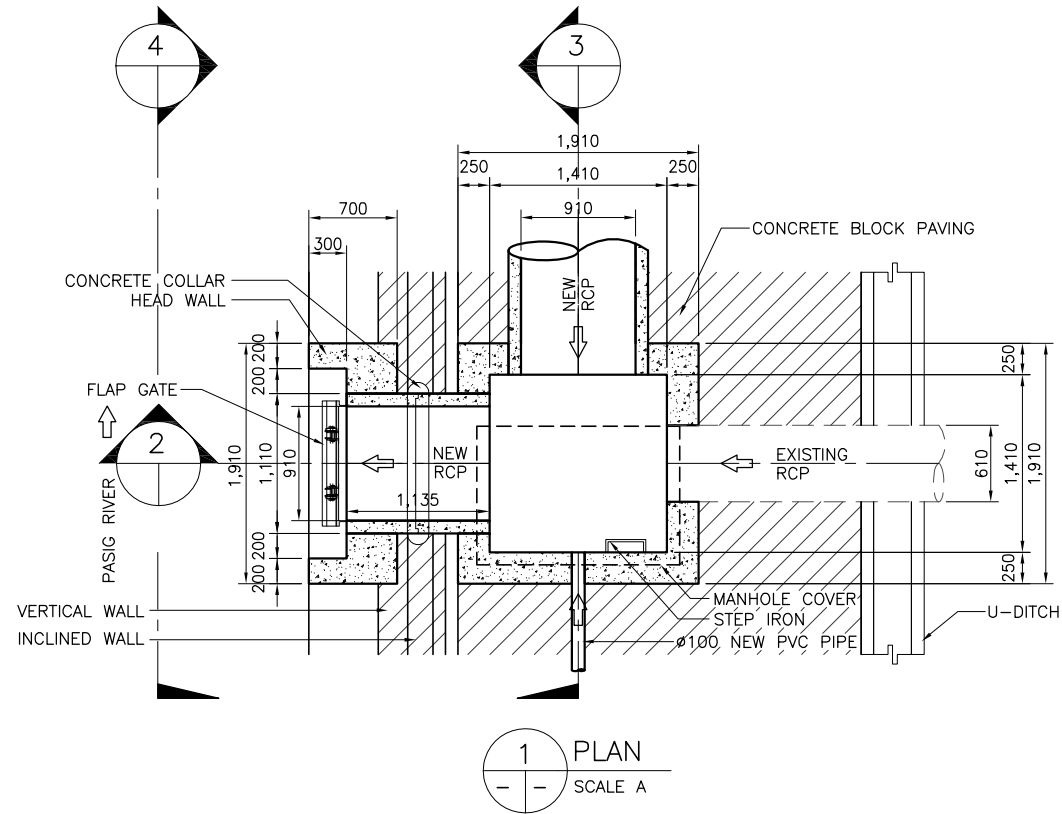 4
3
1,910
250
1,410
250
700
910
300
CONCRETE BLOCK PAVING
CONCRETE COLLAR
HEAD WALL
NEW
RCP
200
200
250
FLAP GATE
2
1,910
1,110
910
NEW
RCP
1,135
EXISTING
RCP
610
1,410
1,910
PASIG RIVER
200
200
250
VERTICAL WALL
INCLINED WALL
MANHOLE COVER
STEP IRON
ø100 NEW PVC PIPE
U-DITCH
1
PLAN
SCALE A
- -